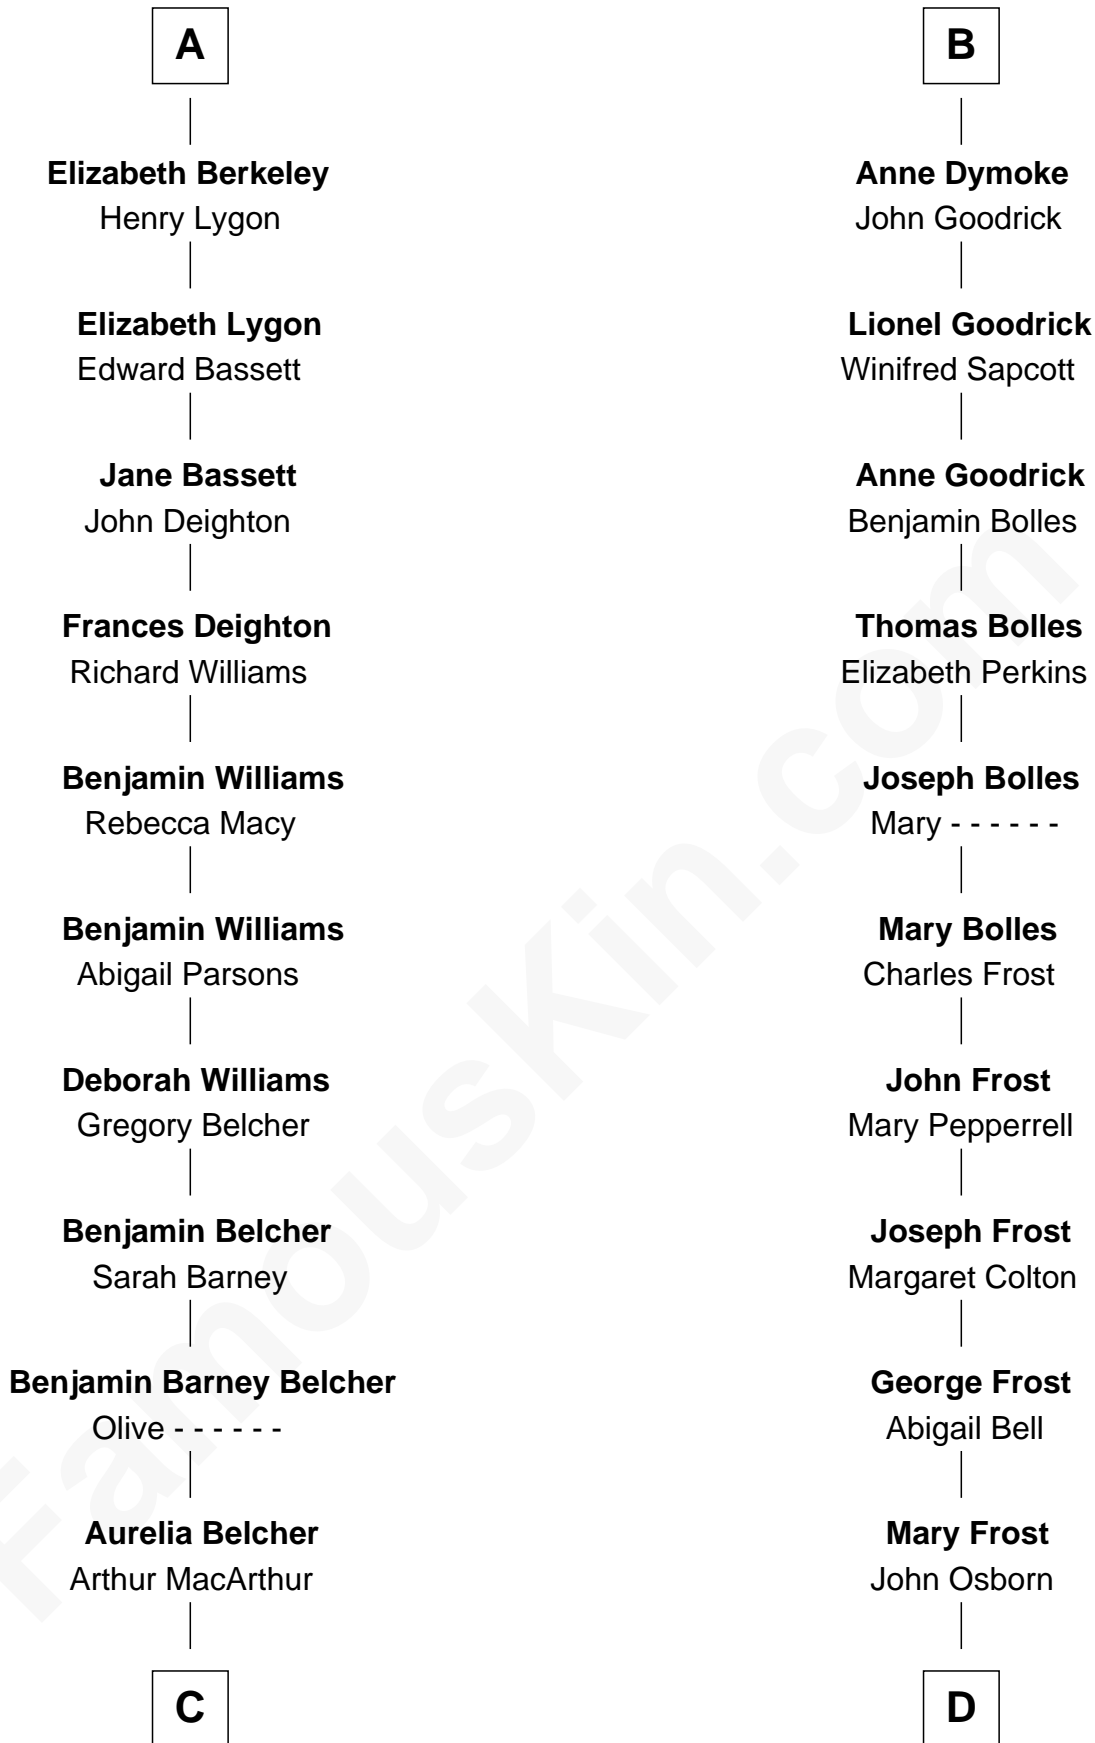 A
Elizabeth Berkeley
Henry Lygon
Elizabeth Lygon
Edward Bassett
Jane Bassett
John Deighton
Frances Deighton
Richard Williams
Benjamin Williams
Rebecca Macy
Benjamin Williams
Abigail Parsons
Deborah Williams
Gregory Belcher
Benjamin Belcher
Sarah Barney
Benjamin Barney Belcher
Olive - - - - - -
Aurelia Belcher
Arthur MacArthur
C
B
Anne Dymoke
John Goodrick
Lionel Goodrick
Winifred Sapcott
Anne Goodrick
Benjamin Bolles
Thomas Bolles
Elizabeth Perkins
Joseph Bolles
Mary - - - - - -
Mary Bolles
Charles Frost
John Frost
Mary Pepperrell
Joseph Frost
Margaret Colton
George Frost
Abigail Bell
Mary Frost
John Osborn
D
FamousKin.com